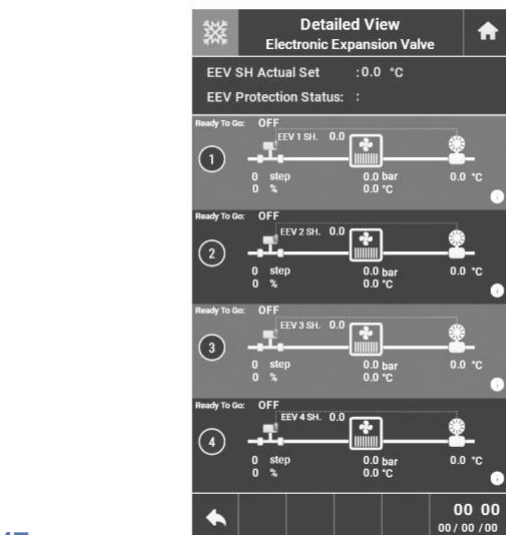 Detailed View
Electronic Expansion Valve
EEV SH Actual Set :0.0 °C
EEV Protection Status: :
Ready To Go: OFF
EEV 1 SH. 0.0
1
0 step 0.0 bar 0.0 °C
0 % 0.0 °C
Ready To Go: OFF
EEV 2 SH. 0.0
2
0 step 0.0 bar 0.0 °C
0 % 0.0 °C
Ready To Go: OFF
EEV 3 SH. 0.0
3
0 step 0.0 bar 0.0 °C
0 % 0.0 °C
Ready To Go: OFF
EEV 4 SH. 0.0
4
0 step 0.0 bar 0.0 °C
0 % 0.0 °C
00 00
00/ 00 /00